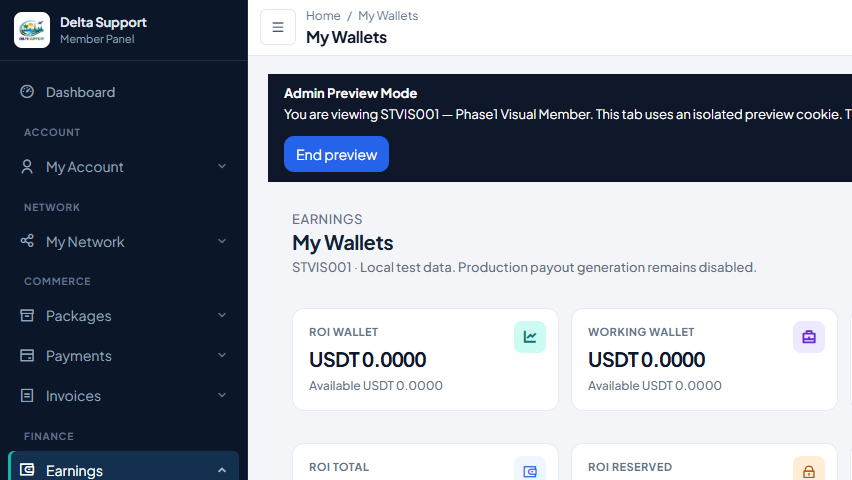 Delta Support
Member Panel
Dashboard
ACCOUNT
My Account
NETWORK
My Network
COMMERCE
Packages
Payments
Invoices
FINANCE
Earnings
Home / My Wallets
My Wallets
Admin Preview Mode
You are viewing STVIS001 — Phase1 Visual Member. This tab uses an isolated preview cookie. T
End preview
EARNINGS
My Wallets
STVIS001 · Local test data. Production payout generation remains disabled.
ROI WALLET
USDT 0.0000
Available USDT 0.0000
WORKING WALLET
USDT 0.0000
Available USDT 0.0000
ROI TOTAL
ROI RESERVED